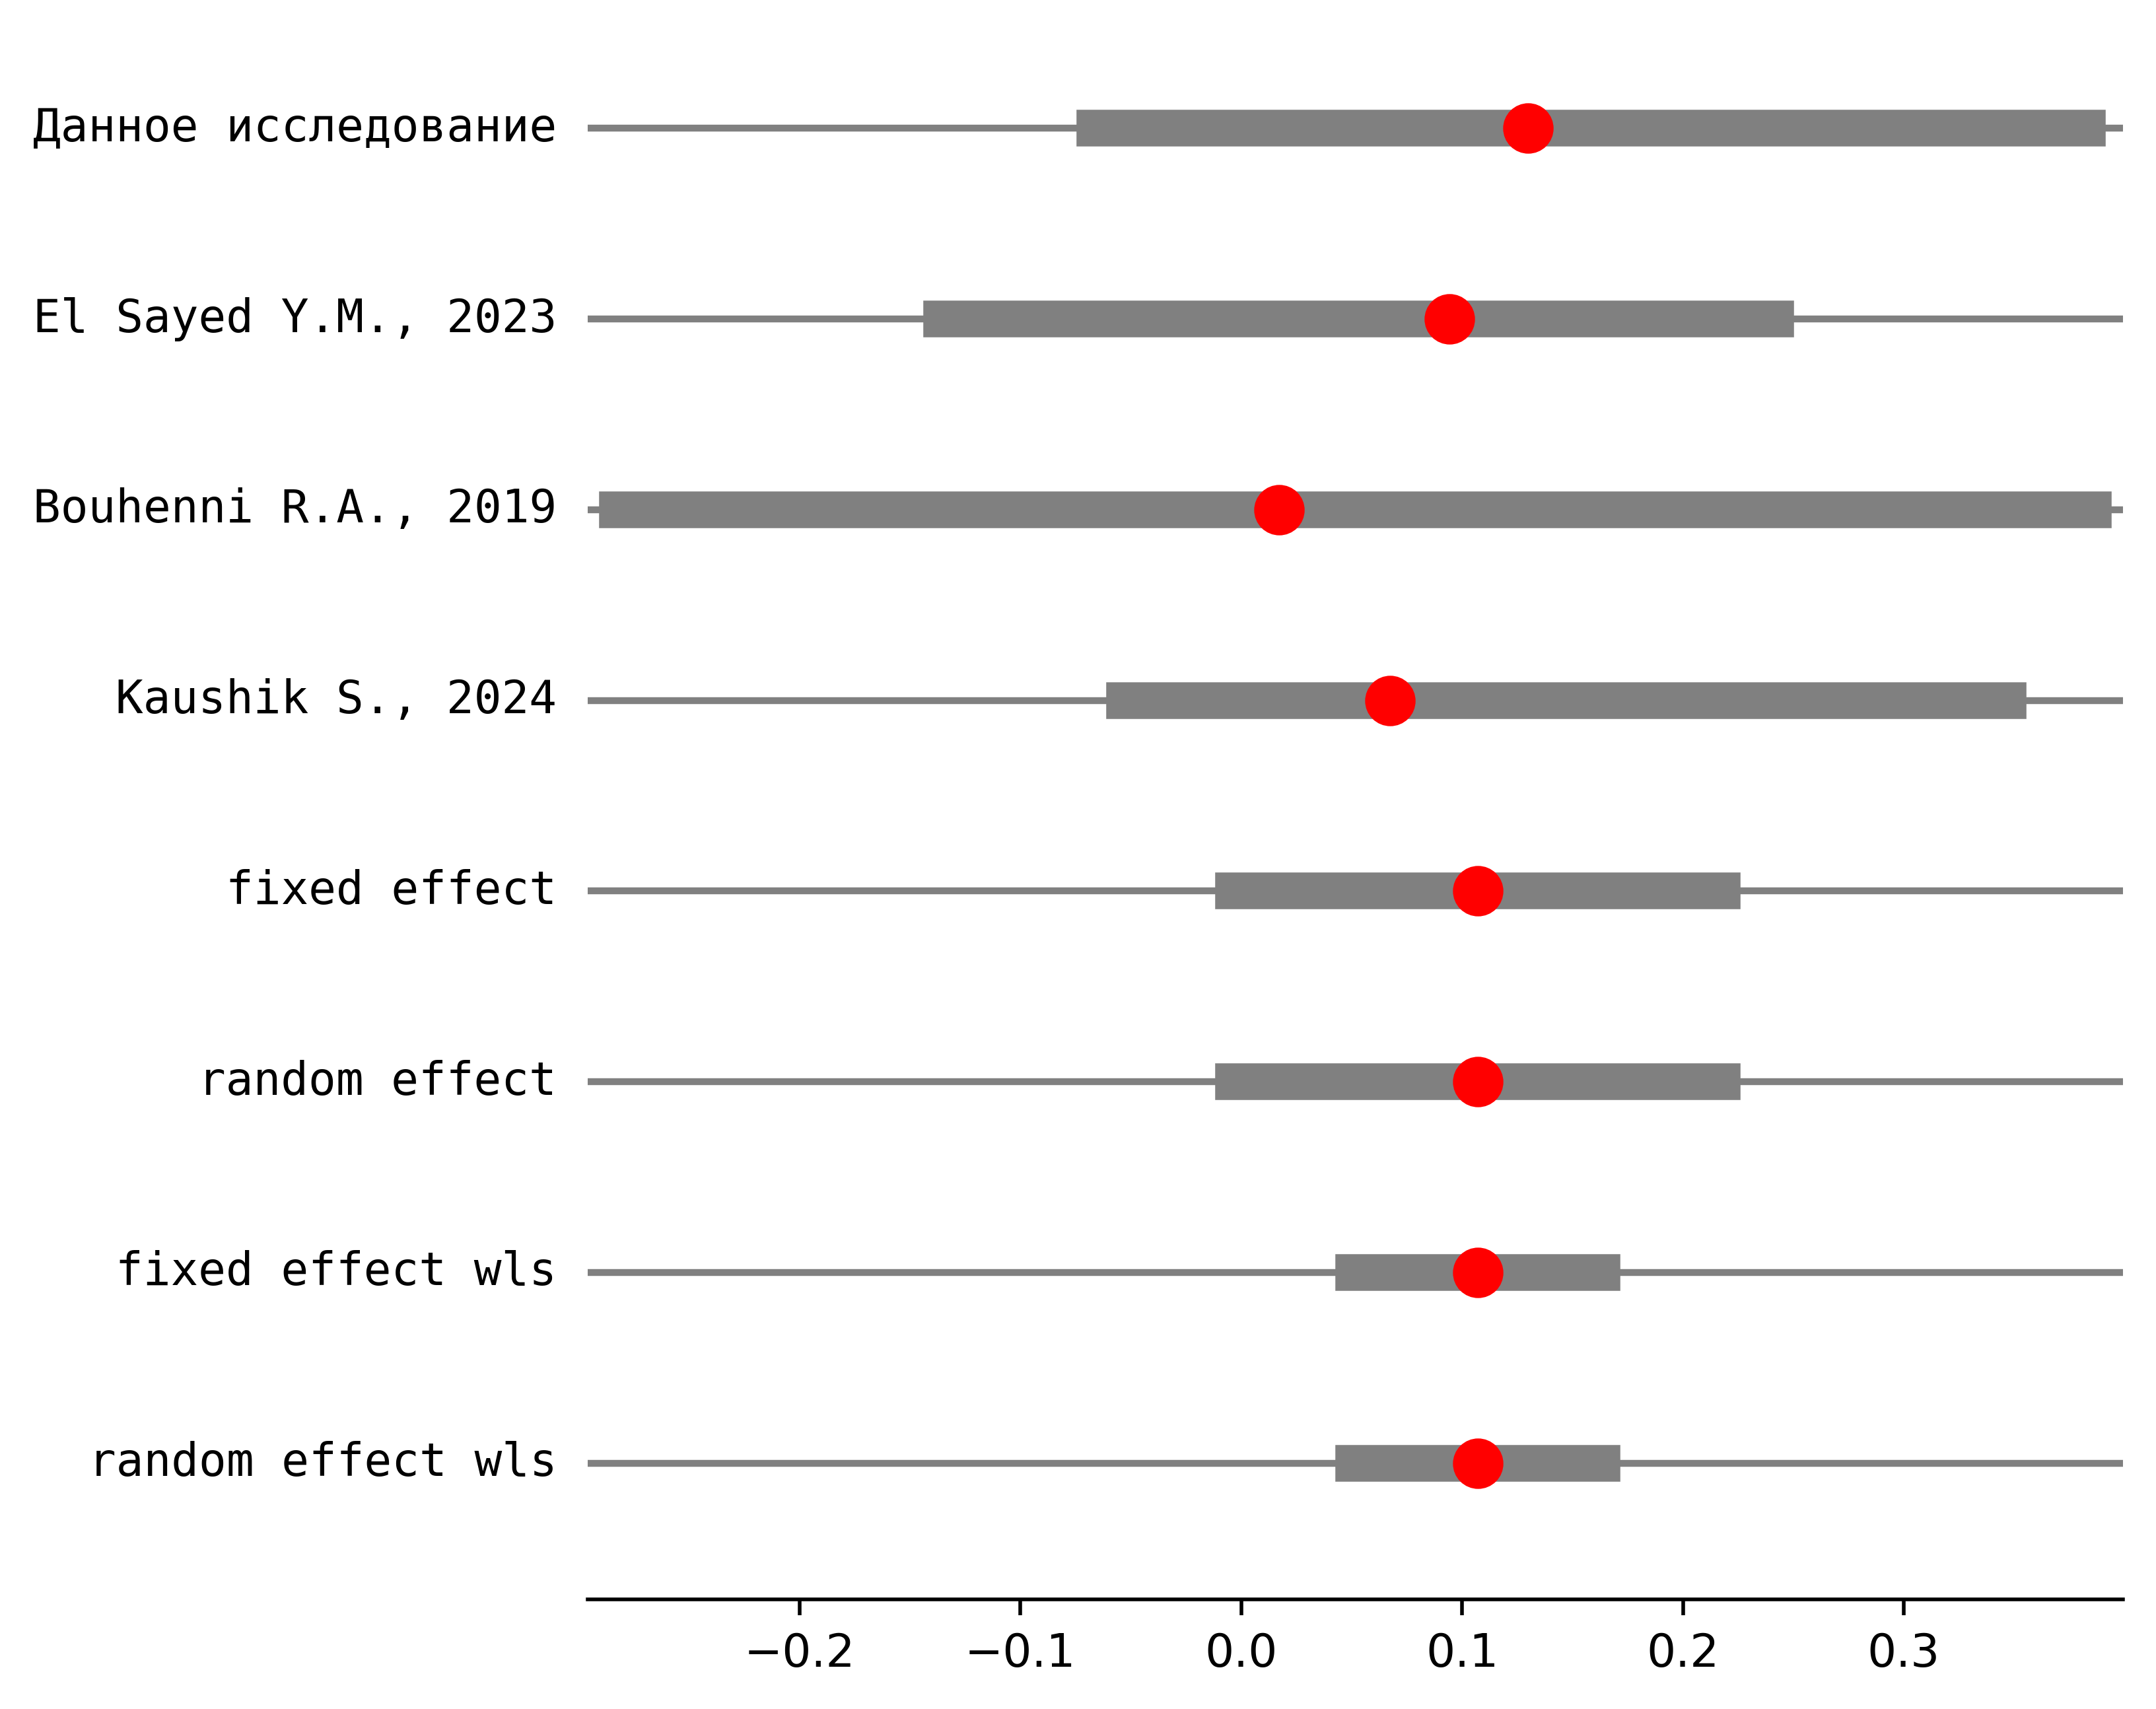 Данное исследование
El Sayed Y.M., 2023
Bouhenni R.A., 2019
Kaushik S., 2024
fixed effect
random effect
fixed effect wls
random effect wls
−0.2 −0.1 0.0 0.1 0.2 0.3